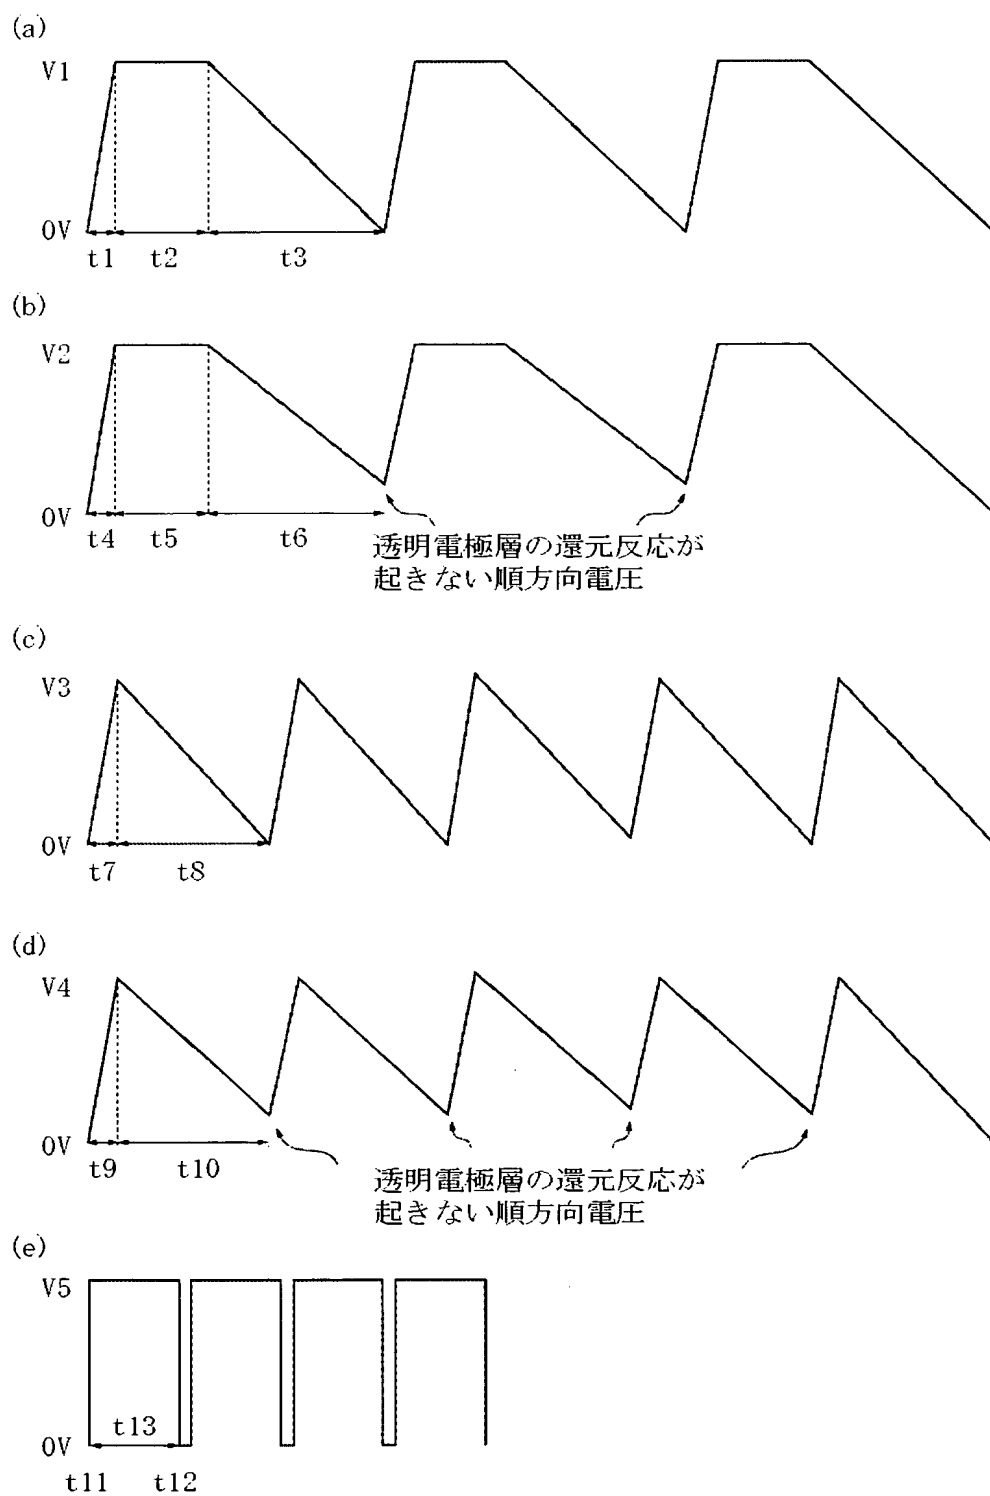 (a)
V1
0V
t1 t2 t3
(b)
V2
0V
t4 t5 t6
透明電極層の還元反応が
起きない順方向電圧
(c)
V3
0V
t7 t8
(d)
V4
0V
t9 t10
透明電極層の還元反応が
起きない順方向電圧
(e)
V5
t13
0V
t11 t12